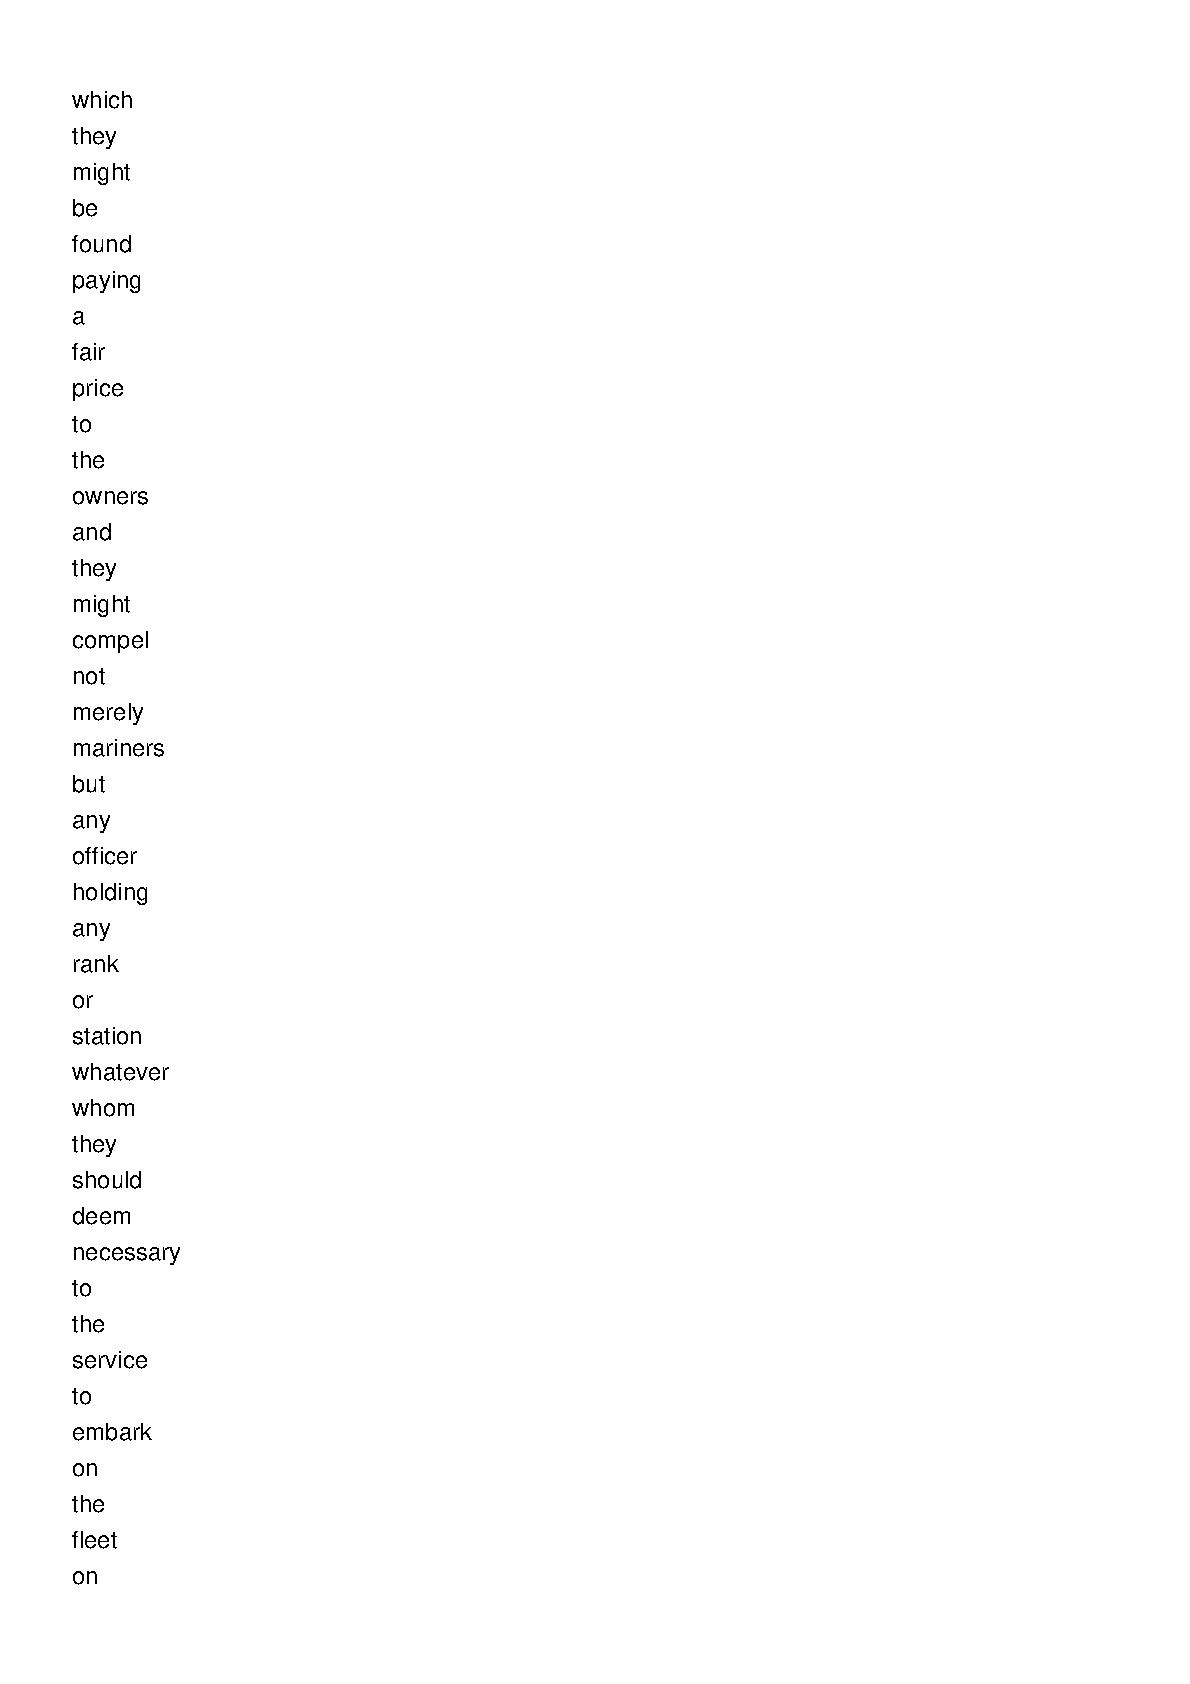 which
they
might
be
found
paying
a
fair
price
to
the
owners
and
they
might
compel
not
merely
mariners
but
any
officer
holding
any
rank
or
station
whatever
whom
they
should
deem
necessary
to
the
service
to
embark
on
the
fleet
on